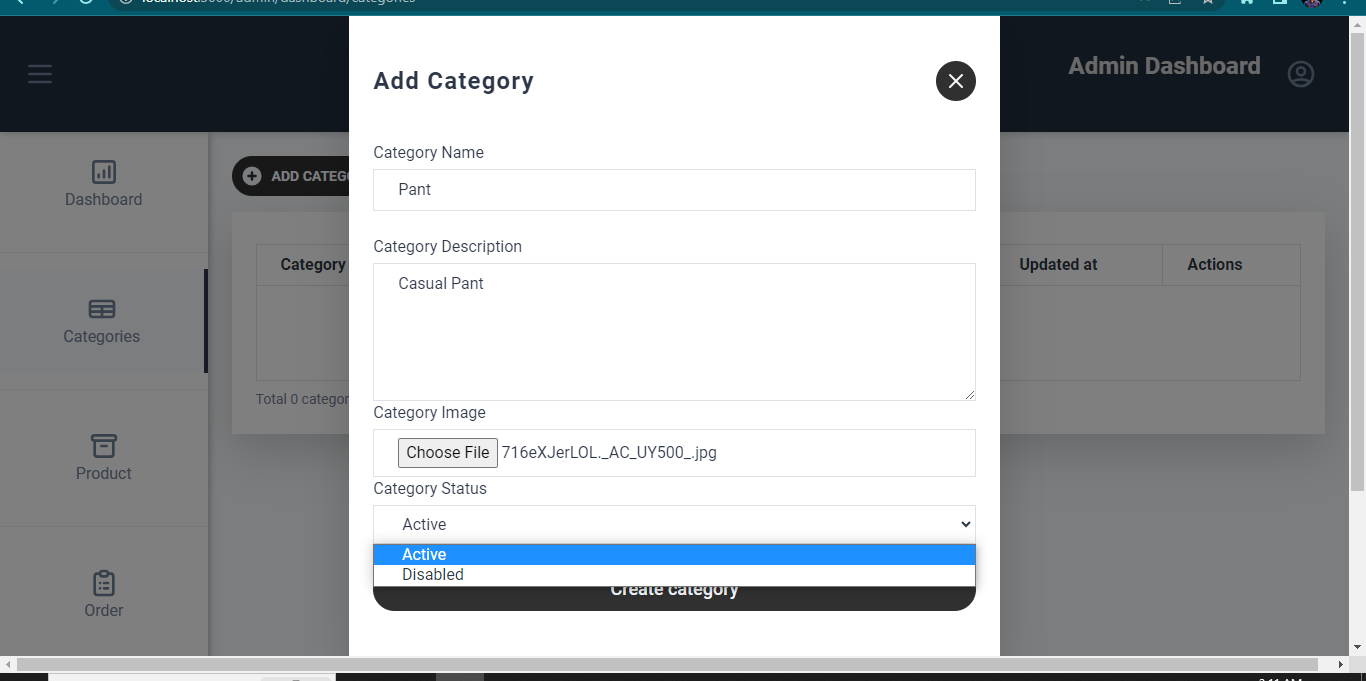 localhost:3000/admin/dashboard/categories
Admin Dashboard
Add Category
Dashboard
Categories
Product
Order
ADD CATEG
Category
Updated at
Actions
Total 0 categor
Category Name
Pant
Category Description
Casual Pant
Category Image
Choose File 716eXJerLOL._AC_UY500_.jpg
Category Status
Active
Active
Disabled
Create category